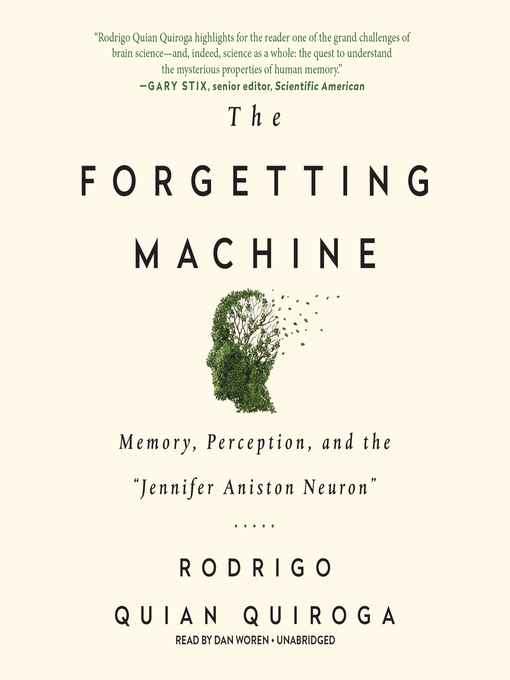 “Rodrigo Quian Quiroga highlights for the reader one of the grand challenges of
brain science—and, indeed, science as a whole: the quest to understand
the mysterious properties of human memory.”
—GARY STIX, senior editor, Scientific American
The
FORGETTING
MACHINE
Memory, Perception, and the
“Jennifer Aniston Neuron”
RODRIGO
QUIAN QUIROGA
READ BY DAN WOREN • UNABRIDGED